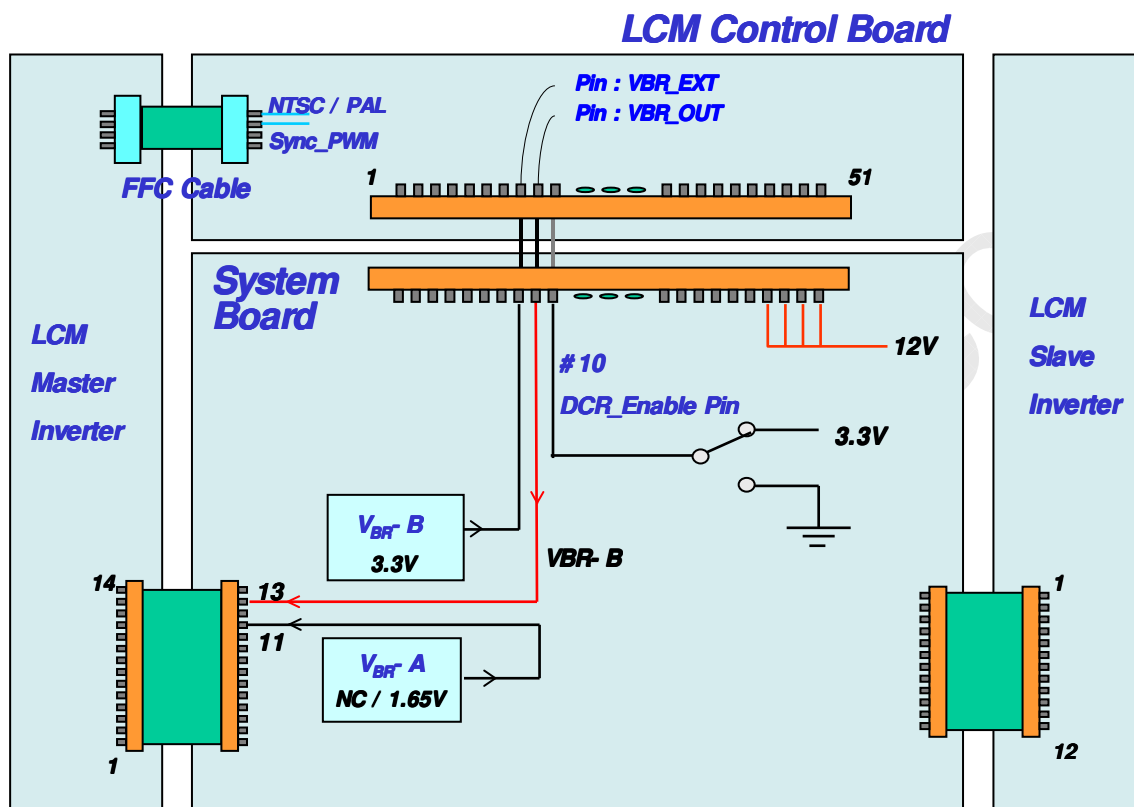 LCM Control Board
Pin : VBR_EXT
Pin : VBR_OUT
NTSC / PAL
Sync_PWM
FFC Cable
1
51
System
Board
LCM
Master
Inverter
LCM
Slave
Inverter
12V
# 10
DCR_Enable Pin
3.3V
VBR- B
3.3V
VBR- B
14
13
11
1
VBR- A
NC / 1.65V
1
12